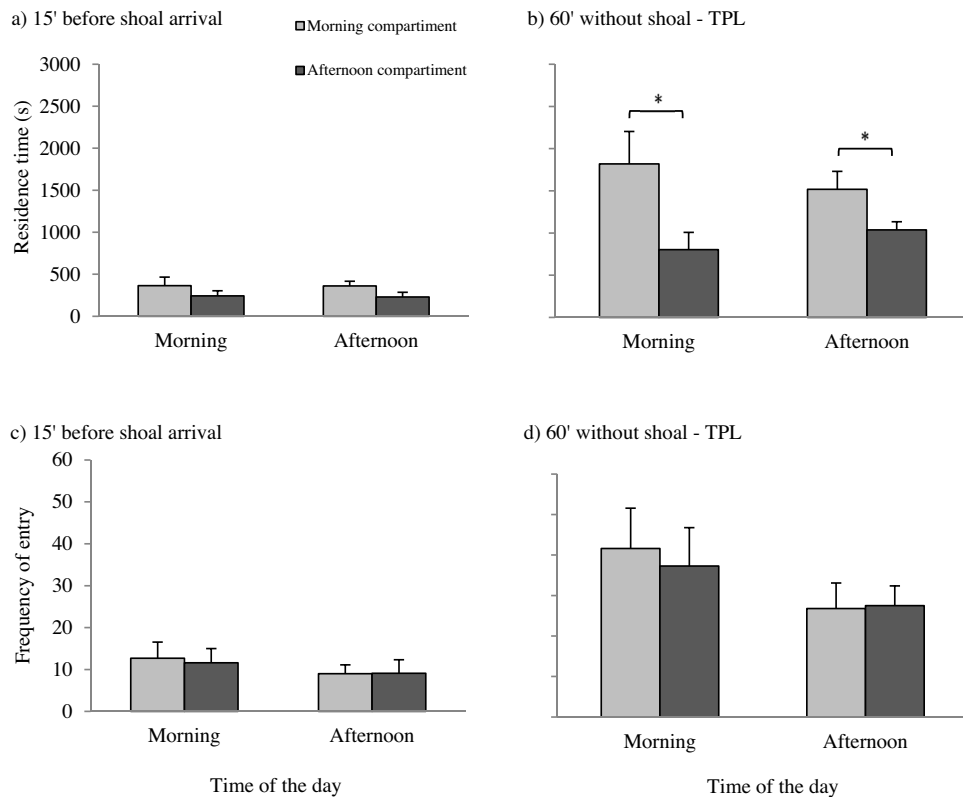 a) 15' before shoal arrival
Morning compartiment
Afternoon compartiment
b) 60' without shoal - TPL
3000
2500
2000
1500
1000
500
0
Residence time (s)
*
*
Morning
Afternoon
Morning
Afternoon
c) 15' before shoal arrival
d) 60' without shoal - TPL
60
50
40
30
20
10
0
Frequency of entry
Morning
Afternoon
Morning
Afternoon
Time of the day
Time of the day